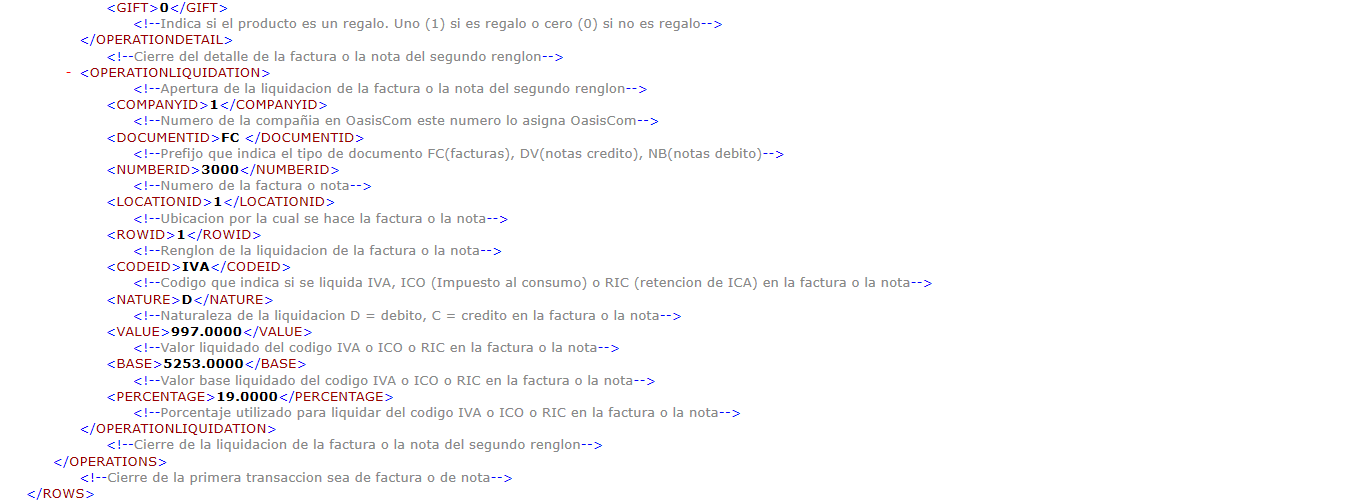 <GIFT>0</GIFT>
<!--Indica si el producto es un regalo. Uno (1) si es regalo o cero (0) si no es regalo-->
</OPERATIONDETAIL>
<!--Cierre del detalle de la factura o la nota del segundo renglon-->
- <OPERATIONLIQUIDATION>
<!--Apertura de la liquidacion de la factura o la nota del segundo renglon-->
<COMPANYID>1</COMPANYID>
<!--Numero de la compañia en OasisCom este numero lo asigna OasisCom-->
<DOCUMENTID>FC </DOCUMENTID>
<!--Prefijo que indica el tipo de documento FC(facturas), DV(notas credito), NB(notas debito)-->
<NUMBERID>3000</NUMBERID>
<!--Numero de la factura o nota-->
<LOCATIONID>1</LOCATIONID>
<!--Ubicacion por la cual se hace la factura o la nota-->
<ROWID>1</ROWID>
<!--Renglon de la liquidacion de la factura o la nota-->
<CODEID>IVA</CODEID>
<!--Codigo que indica si se liquida IVA, ICO (Impuesto al consumo) o RIC (retencion de ICA) en la factura o la nota-->
<NATURE>D</NATURE>
<!--Naturaleza de la liquidacion D = debito, C = credito en la factura o la nota-->
<VALUE>997.0000</VALUE>
<!--Valor liquidado del codigo IVA o ICO o RIC en la factura o la nota-->
<BASE>5253.0000</BASE>
<!--Valor base liquidado del codigo IVA o ICO o RIC en la factura o la nota-->
<PERCENTAGE>19.0000</PERCENTAGE>
<!--Porcentaje utilizado para liquidar del codigo IVA o ICO o RIC en la factura o la nota-->
</OPERATIONLIQUIDATION>
<!--Cierre de la liquidacion de la factura o la nota del segundo renglon-->
</OPERATIONS>
<!--Cierre de la primera transaccion sea de factura o de nota-->
</ROWS>